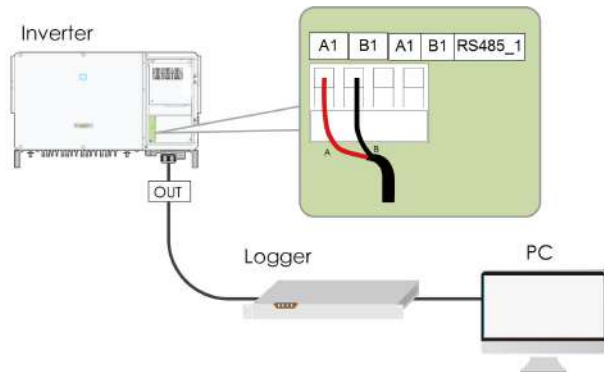 Inverter
A1 B1 A1 B1 RS485_1
A B
OUT
Logger
PC